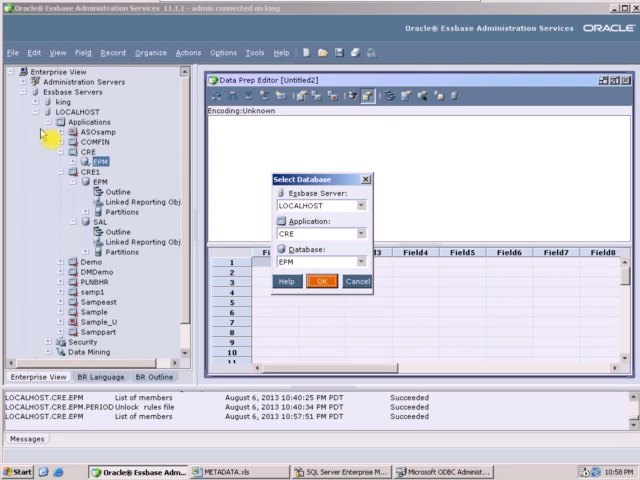 Oracle® Essbase Administration Services 11.1.1 - admin connected on king
Oracle® Essbase Administration Services ORACLE
File Edit View Field Record Organize Actions Options Tools Help
Enterprise View
Administration Servers
Essbase Servers
king
LOCALHOST
Applications
ASOsamp
COMFIN
CRE
EPM
CRE1
EPM
Outline
Linked Reporting Obj
Partitions
SAL
Outline
Linked Reporting Obj
Partitions
Demo
DMDemo
PLNBHR
samp1
Sampeast
Sample
Sample_U
Samppart
Security
Data Mining
Enterprise View BR Language BR Outline
Data Prep Editor [Untitled2]
Encoding:Unknown
Select Database
Essbase Server:
LOCALHOST
Application:
CRE
Database:
EPM
Help OK Cancel
Field4 Field5 Field6 Field7 Field8
1
2
3
4
5
6
7
8
9
10
11
LOCALHOST.CRE.EPM List of members August 6, 2013 10:40:25 PM PDT Succeeded
LOCALHOST.CRE.EPM.PERIOD Unlock rules file August 6, 2013 10:40:34 PM PDT Succeeded
LOCALHOST.CRE.EPM List of members August 6, 2013 10:57:51 PM PDT Succeeded
Messages
Start Oracle® Essbase Adm... METADATA.xls SQL Server Enterprise M... Microsoft ODBC Administ... 10:58 PM